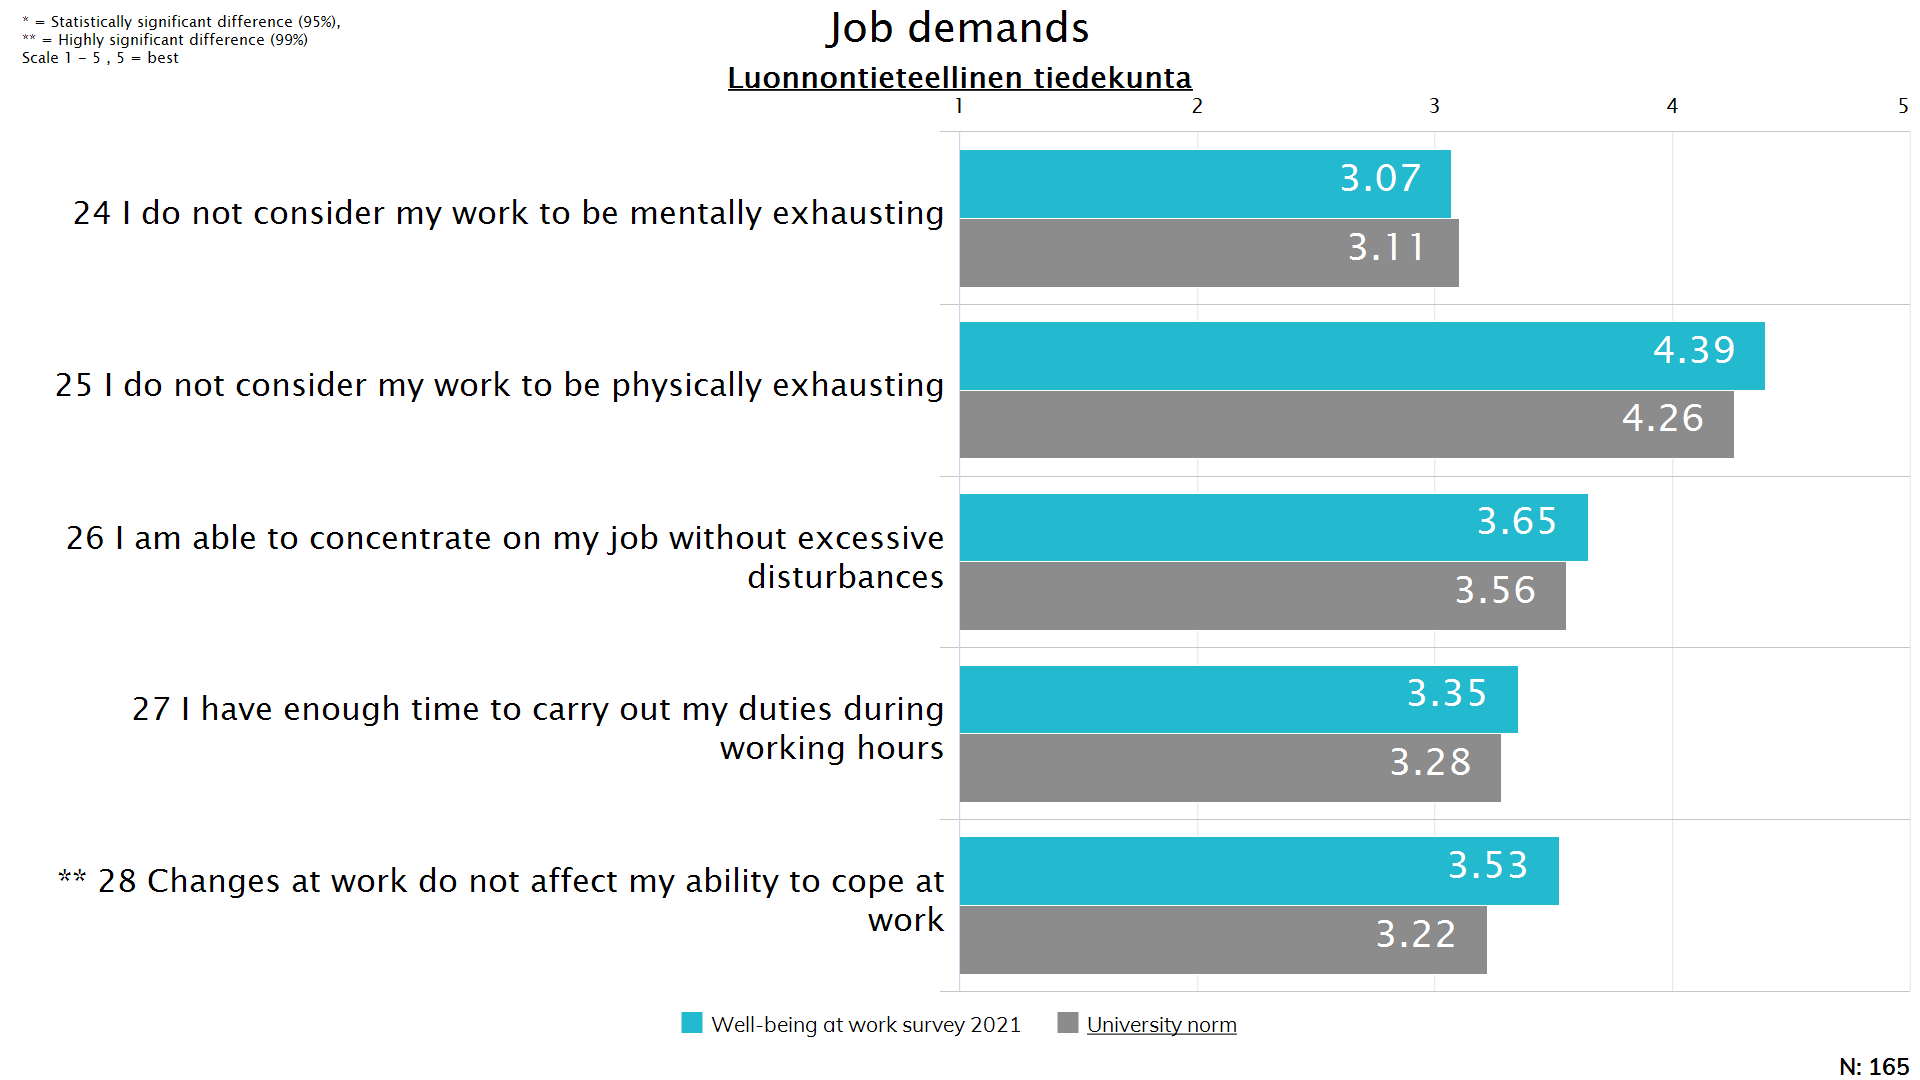 * = Statistically significant difference (95%),
** = Highly significant difference (99%)
Scale 1 - 5 , 5 = best
Job demands
Luonnontieteellinen tiedekunta
1 2 3 4 5
24 I do not consider my work to be mentally exhausting
3.07
3.11
25 I do not consider my work to be physically exhausting
4.39
4.26
26 I am able to concentrate on my job without excessive
disturbances
3.65
3.56
27 I have enough time to carry out my duties during
working hours
3.35
3.28
** 28 Changes at work do not affect my ability to cope at
work
3.53
3.22
Well-being at work survey 2021 University norm
N: 165